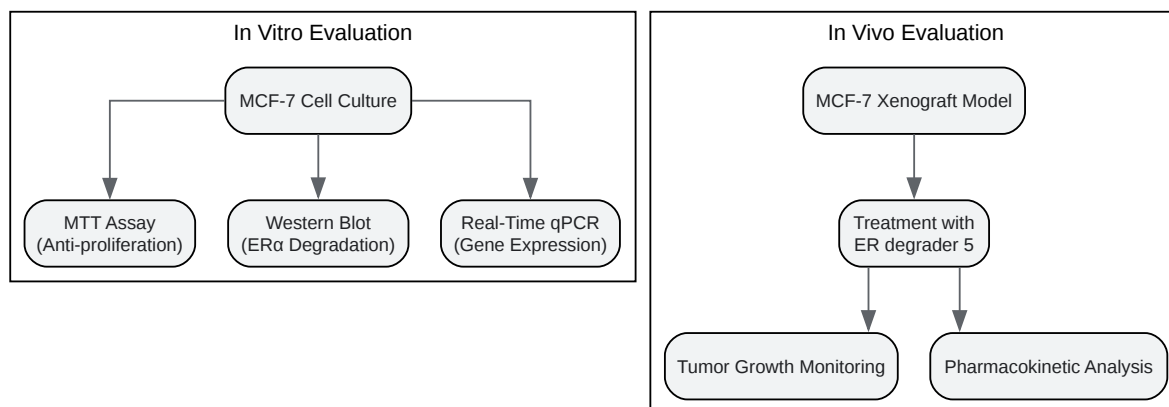 In Vitro Evaluation
MCF-7 Cell Culture
MTT Assay
(Anti-proliferation)
Western Blot
(ERα Degradation)
Real-Time qPCR
(Gene Expression)
In Vivo Evaluation
MCF-7 Xenograft Model
Treatment with
ER degrader 5
Tumor Growth Monitoring
Pharmacokinetic Analysis